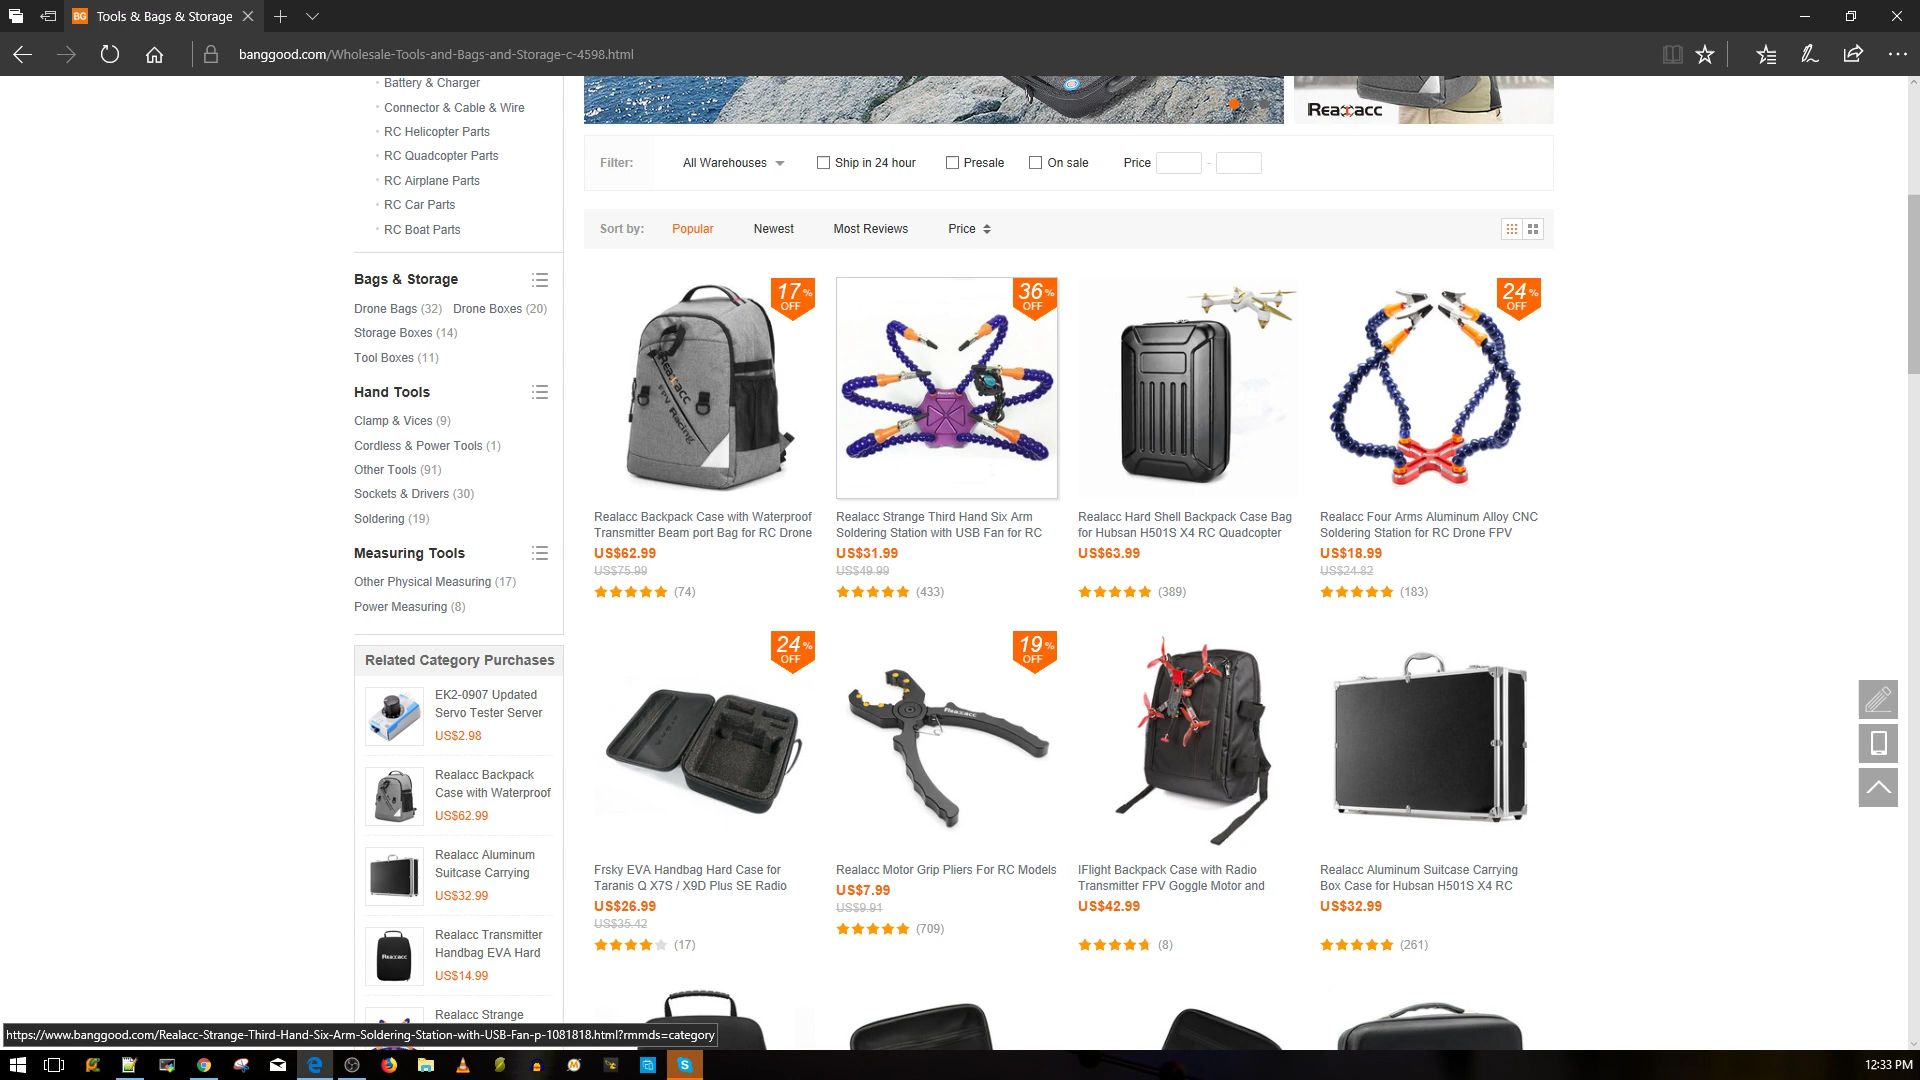 Tools & Bags & Storage
banggood.com/Wholesale-Tools-and-Bags-and-Storage-c-4598.html
Battery & Charger
Connector & Cable & Wire
RC Helicopter Parts
RC Quadcopter Parts
RC Airplane Parts
RC Car Parts
RC Boat Parts
Bags & Storage
Drone Bags (32) Drone Boxes (20)
Storage Boxes (14)
Tool Boxes (11)
Hand Tools
Clamp & Vices (9)
Cordless & Power Tools (1)
Other Tools (91)
Sockets & Drivers (30)
Soldering (19)
Measuring Tools
Other Physical Measuring (17)
Power Measuring (8)
Related Category Purchases
EK2-0907 Updated
Servo Tester Server
US$2.98
Realacc Backpack
Case with Waterproof
US$62.99
Realacc Aluminum
Suitcase Carrying
US$32.99
Realacc Transmitter
Handbag EVA Hard
US$14.99
Realacc Strange
Realacc
Filter: All Warehouses Ship in 24 hour Presale On sale Price -
Sort by: Popular Newest Most Reviews Price
17% OFF
Realacc
FPV Racing
Realacc Backpack Case with Waterproof
Transmitter Beam port Bag for RC Drone
US$62.99
US$75.99
(74)
36% OFF
Realacc Strange Third Hand Six Arm
Soldering Station with USB Fan for RC
US$31.99
US$49.99
(433)
Realacc Hard Shell Backpack Case Bag
for Hubsan H501S X4 RC Quadcopter
US$63.99
(389)
24% OFF
Realacc Four Arms Aluminum Alloy CNC
Soldering Station for RC Drone FPV
US$18.99
US$24.82
(183)
24% OFF
Frsky EVA Handbag Hard Case for
Taranis Q X7S / X9D Plus SE Radio
US$26.99
US$35.42
(17)
19% OFF
Realacc
Realacc Motor Grip Pliers For RC Models
US$7.99
US$9.91
(709)
IFlight Backpack Case with Radio
Transmitter FPV Goggle Motor and
US$42.99
(8)
Realacc Aluminum Suitcase Carrying
Box Case for Hubsan H501S X4 RC
US$32.99
(261)
https://www.banggood.com/Realacc-Strange-Third-Hand-Six-Arm-Soldering-Station-with-USB-Fan-p-1081818.html?rmmds=category
12:33 PM